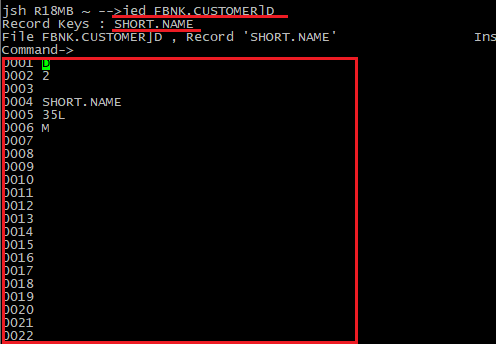 jsh R18MB ~ -->jed FBNK.CUSTOMER]D
Record Keys : SHORT.NAME
File FBNK.CUSTOMER]D , Record 'SHORT.NAME' Ins
Command->
0001 D
0002 2
0003
0004 SHORT.NAME
0005 35L
0006 M
0007
0008
0009
0010
0011
0012
0013
0014
0015
0016
0017
0018
0019
0020
0021
0022